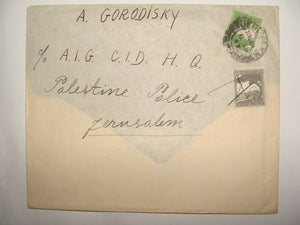 A. GORODISKY
c/o A.I.G. C.I.D. H.Q.
Palestine Police
Jerusalem